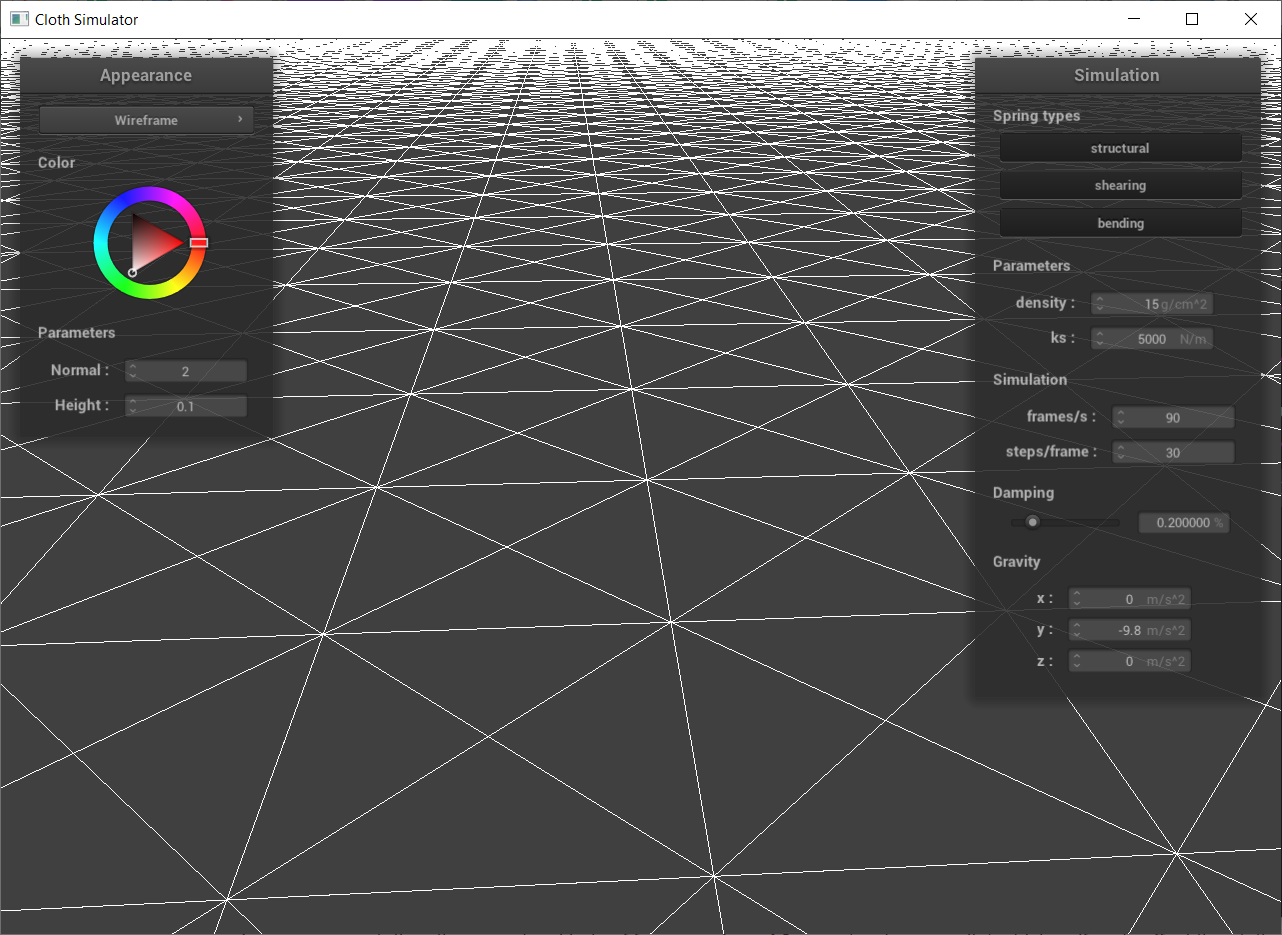 Cloth Simulator
Appearance
Wireframe
Color
Parameters
Normal : 2
Height : 0.1
Simulation
Spring types
structural
shearing
bending
Parameters
density : 15 g/cm^2
ks : 5000 N/m
Simulation
frames/s : 90
steps/frame : 30
Damping
0.200000 %
Gravity
x : 0 m/s^2
y : -9.8 m/s^2
z : 0 m/s^2